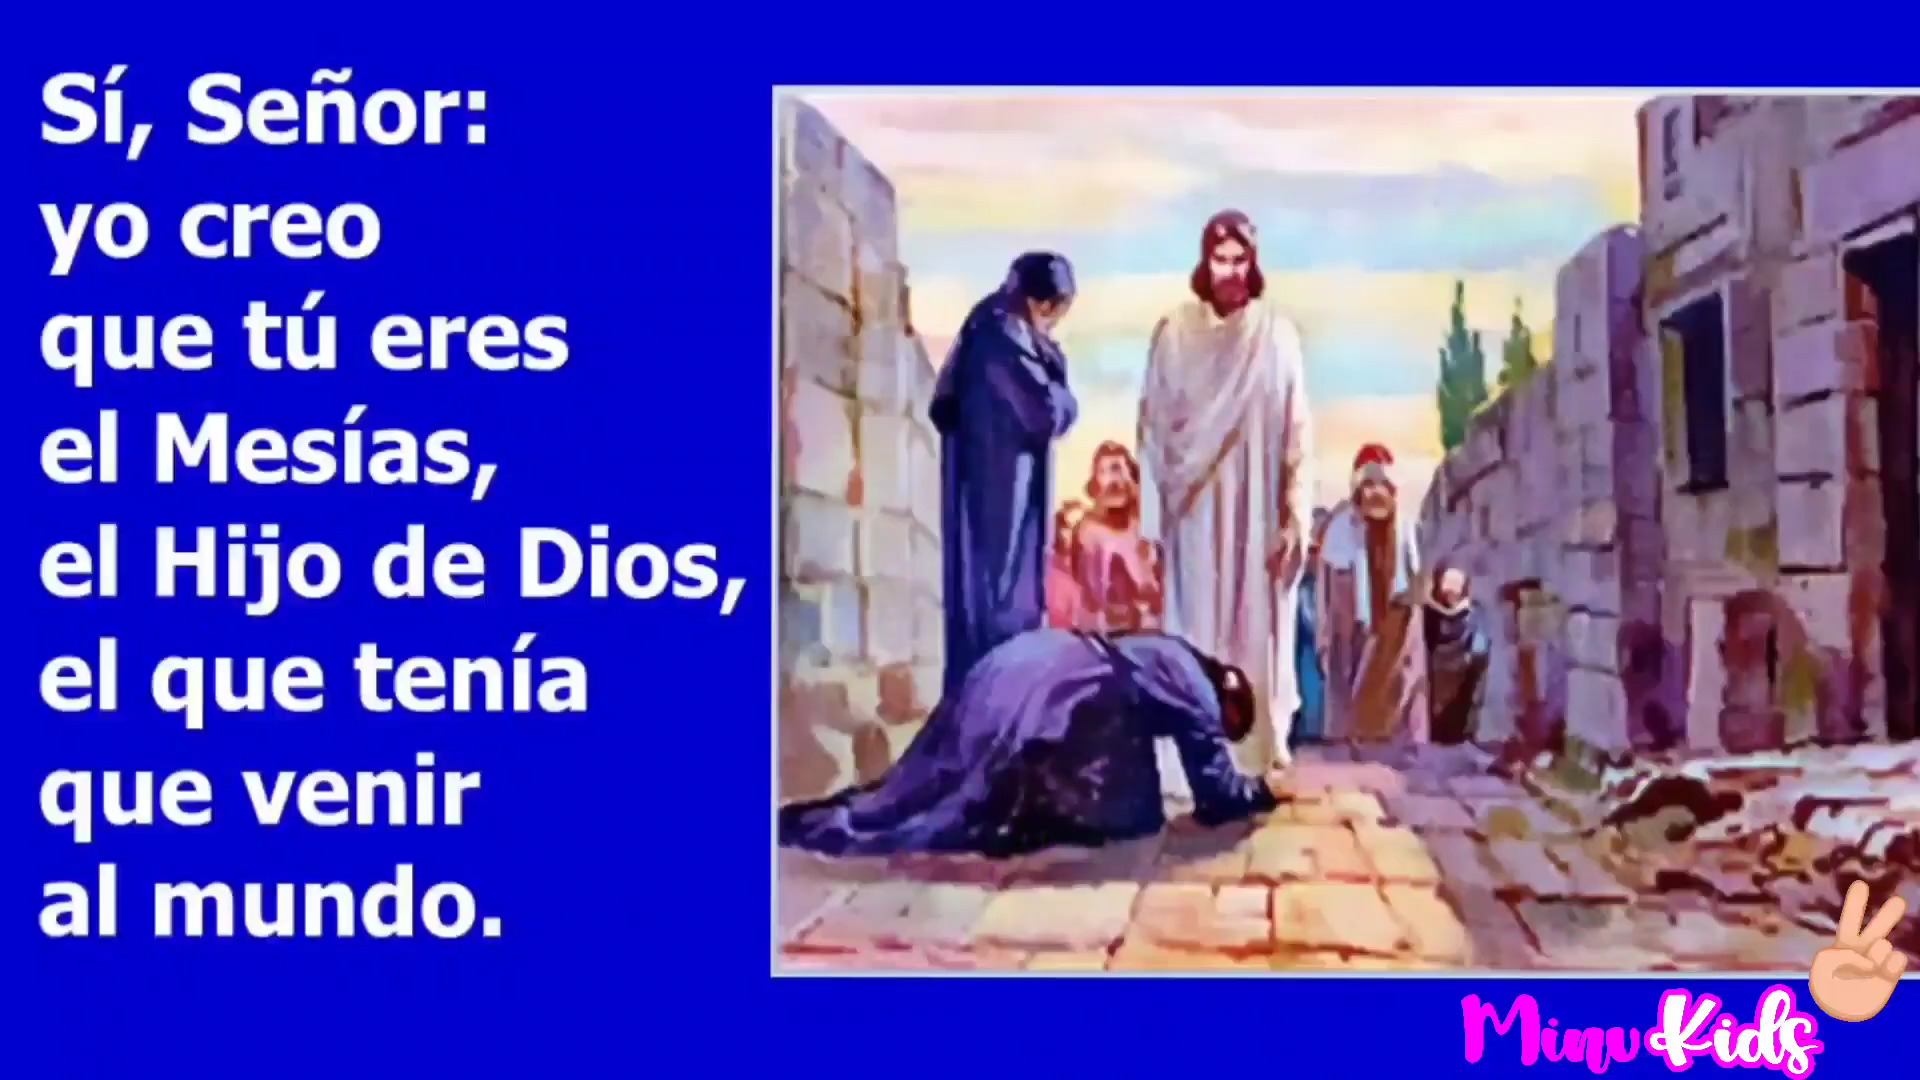 Sí, Señor:
yo creo
que tú eres
el Mesías,
el Hijo de Dios,
el que tenía
que venir
al mundo.
Minu Kids